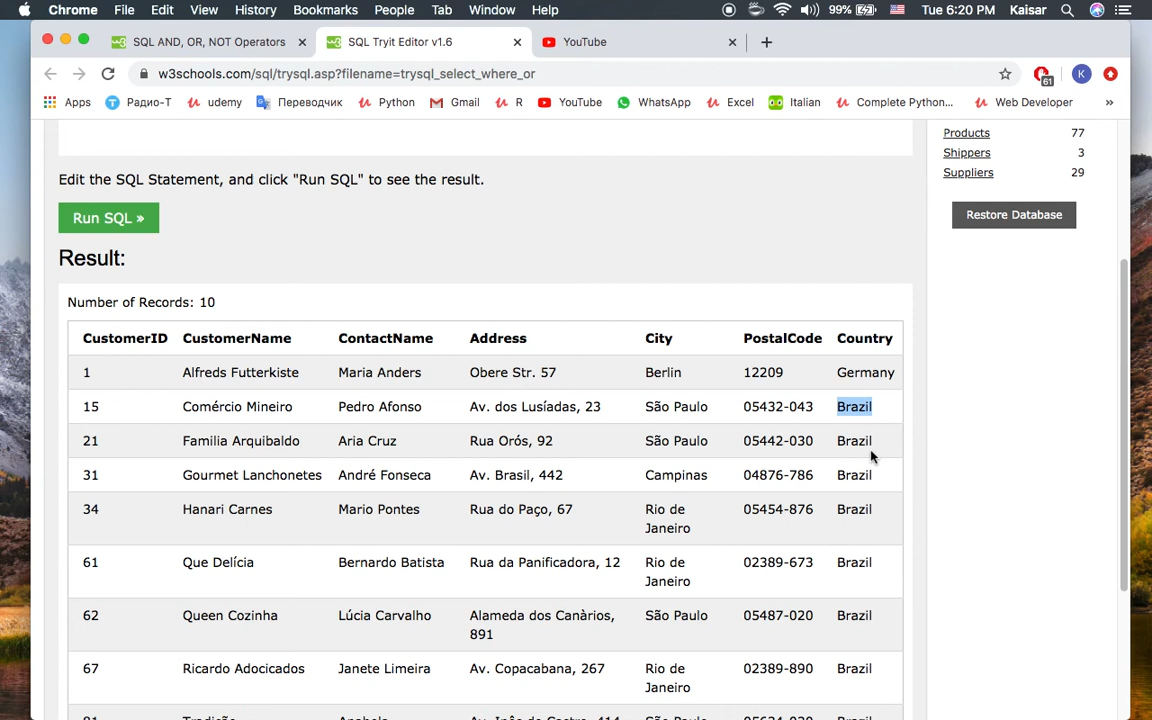 Chrome File Edit View History Bookmarks People Tab Window Help 99% Tue 6:20 PM Kaisar
SQL AND, OR, NOT Operators SQL Tryit Editor v1.6 YouTube
w3schools.com/sql/trysql.asp?filename=trysql_select_where_or K 61
Apps Радио-T udemy Переводчик Python Gmail R YouTube WhatsApp Excel Italian Complete Python... Web Developer »
Products 77
Shippers 3
Suppliers 29
Restore Database
Edit the SQL Statement, and click "Run SQL" to see the result.
Run SQL »
Result:
Number of Records: 10
CustomerID CustomerName ContactName Address City PostalCode Country
1 Alfreds Futterkiste Maria Anders Obere Str. 57 Berlin 12209 Germany
15 Comércio Mineiro Pedro Afonso Av. dos Lusíadas, 23 São Paulo 05432-043 Brazil
21 Familia Arquibaldo Aria Cruz Rua Orós, 92 São Paulo 05442-030 Brazil
31 Gourmet Lanchonetes André Fonseca Av. Brasil, 442 Campinas 04876-786 Brazil
34 Hanari Carnes Mario Pontes Rua do Paço, 67 Rio de 05454-876 Brazil
Janeiro
61 Que Delícia Bernardo Batista Rua da Panificadora, 12 Rio de 02389-673 Brazil
Janeiro
62 Queen Cozinha Lúcia Carvalho Alameda dos Canàrios, São Paulo 05487-020 Brazil
891
67 Ricardo Adocicados Janete Limeira Av. Copacabana, 267 Rio de 02389-890 Brazil
Janeiro